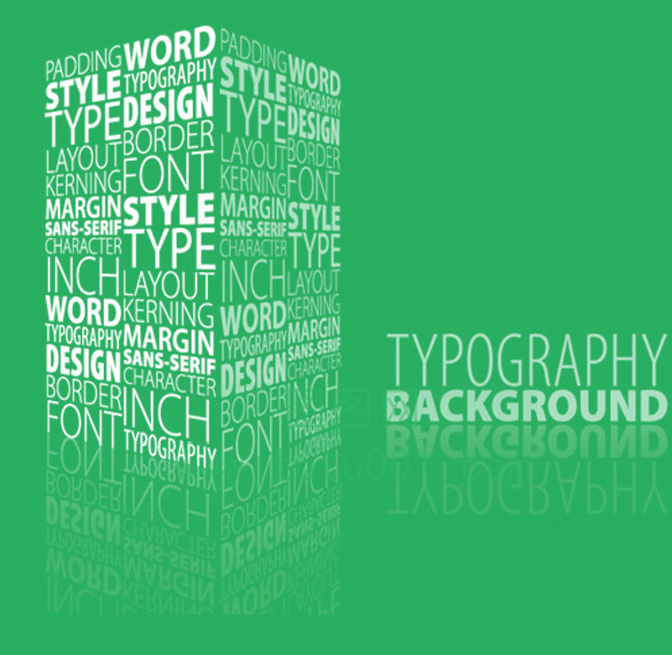 PADDING
STYLE
TYPE
LAYOUT
KERNING
MARGIN
SANS-SERIF
CHARACTER
INCH
WORD
TYPOGRAPHY
DESIGN
BORDER
FONT
WORD
TYPOGRAPHY
DESIGN
BORDER
FONT
STYLE
TYPE
LAYOUT
KERNING
MARGIN
SANS-SERIF
CHARACTER
INCH
TYPOGRAPHY
PADDING
STYLE
TYPE
LAYOUT
KERNING
MARGIN
SANS-SERIF
CHARACTER
INCH
WORD
TYPOGRAPHY
DESIGN
BORDER
FONT
WORD
TYPOGRAPHY
DESIGN
BORDER
FONT
STYLE
TYPE
LAYOUT
KERNING
MARGIN
SANS-SERIF
CHARACTER
INCH
TYPOGRAPHY
TYPOGRAPHY
BACKGROUND